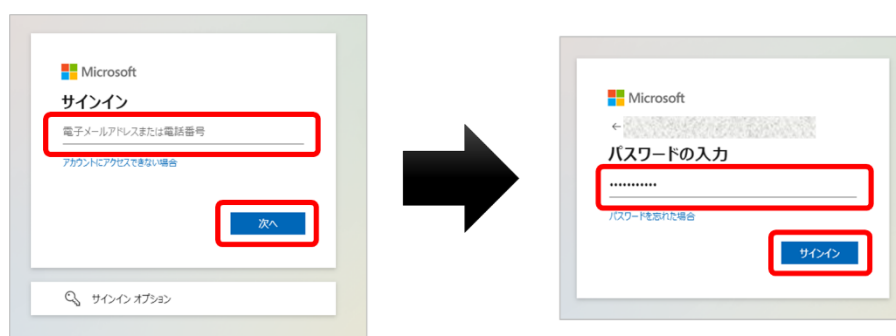 Microsoft
サインイン
電子メールアドレスまたは電話番号
アカウントにアクセスできない場合
次へ
サインイン オプション
Microsoft
パスワードの入力
パスワードを忘れた場合
サインイン